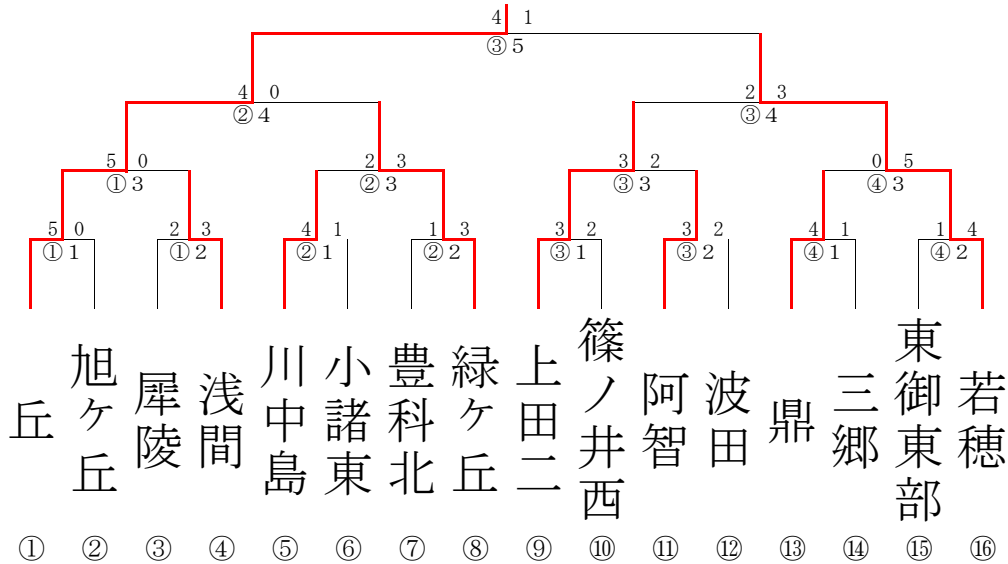 4 1
③5
4 0
②4
2 3
③4
5 0
①3
2 3
②3
3 2
③3
0 5
④3
5 0
①1
2 3
①2
4 1
②1
1 3
②2
3 2
③1
3 2
③2
4 1
④1
1 4
④2
丘
旭ヶ丘
犀陵
浅間
川中島
小諸東
豊科北
緑ヶ丘
上田二
篠ノ井西
阿智
波田
鼎
三郷
東御東部
若穂
① ② ③ ④ ⑤ ⑥ ⑦ ⑧ ⑨ ⑩ ⑪ ⑫ ⑬ ⑭ ⑮ ⑯